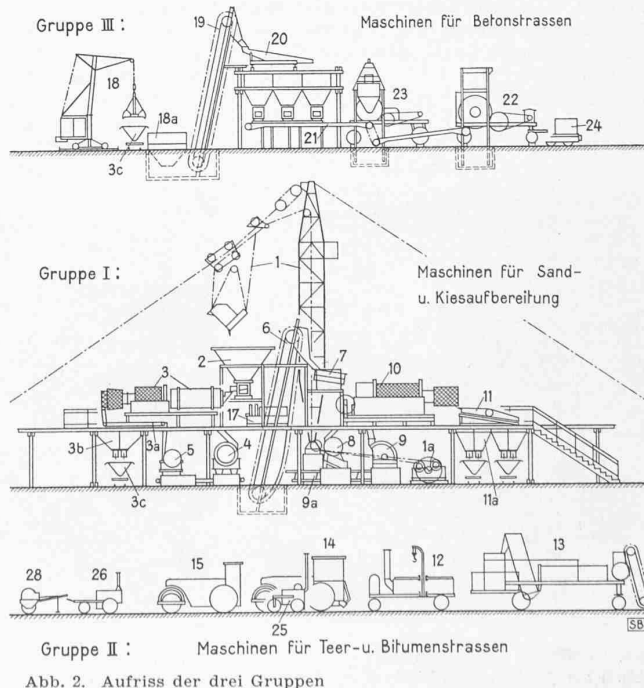 Gruppe III :
Maschinen für Betonstrassen
19
20
18
18a
3c
21
23
22
24
Gruppe I :
Maschinen für Sand-
u. Kiesaufbereitung
1
6
2
7
3
10
17
11
3b
3a
5
4
8
9
1a
3c
9a
11a
28
26
15
14
12
13
25
SB
Gruppe II :
Maschinen für Teer- u. Bitumenstrassen
Abb. 2. Aufriss der drei Gruppen